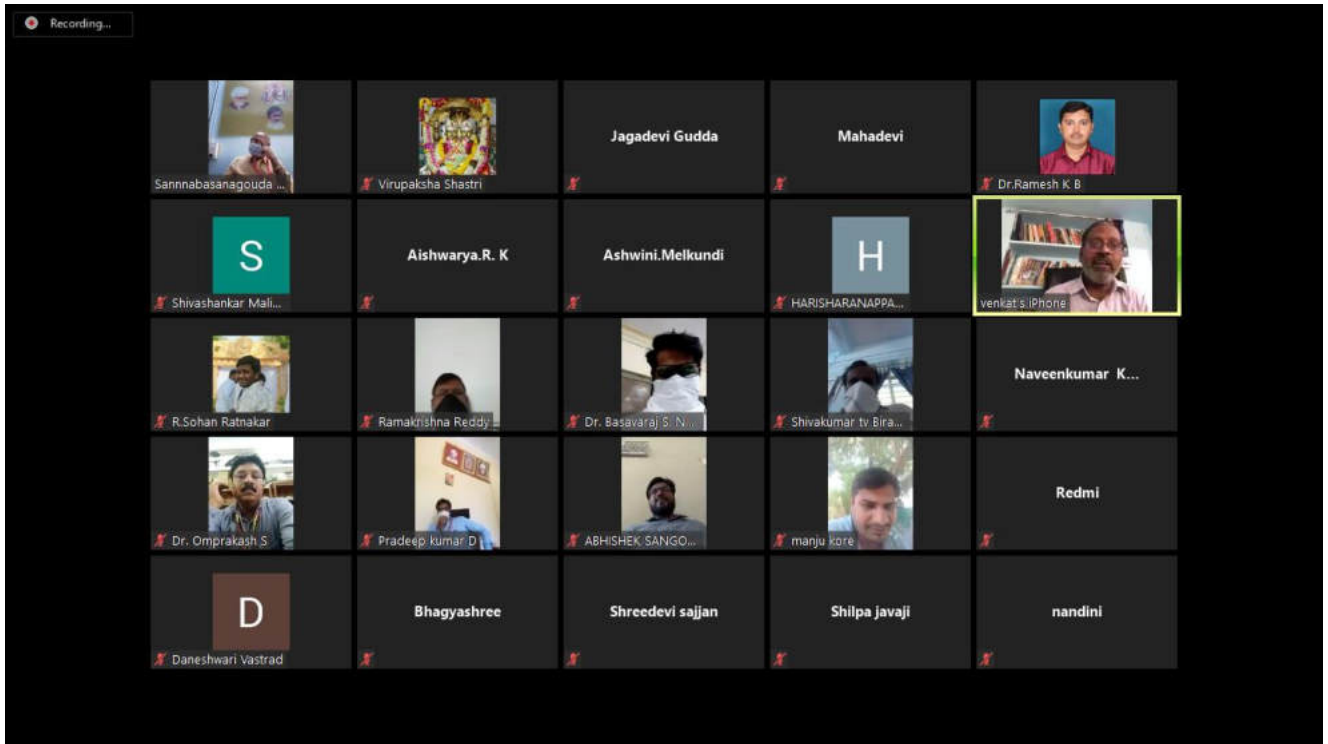 Recording...
Sannnabasanagouda ...
Virupaksha Shastri
Jagadevi Gudda
Mahadevi
Dr.Ramesh K B
S
Shivashankar Mali...
Aishwarya.R. K
Ashwini.Melkundi
H
HARISHARANAPPA...
venkat's iPhone
R.Sohan Ratnakar
Ramakrishna Reddy
Dr. Basavaraj S. N...
Shivakumar tv Bira...
Naveenkumar K...
Dr. Omprakash S
Pradeep kumar D
ABHISHEK SANGO...
manju kore
Redmi
D
Daneshwari Vastrad
Bhagyashree
Shreedevi sajjan
Shilpa javaji
nandini